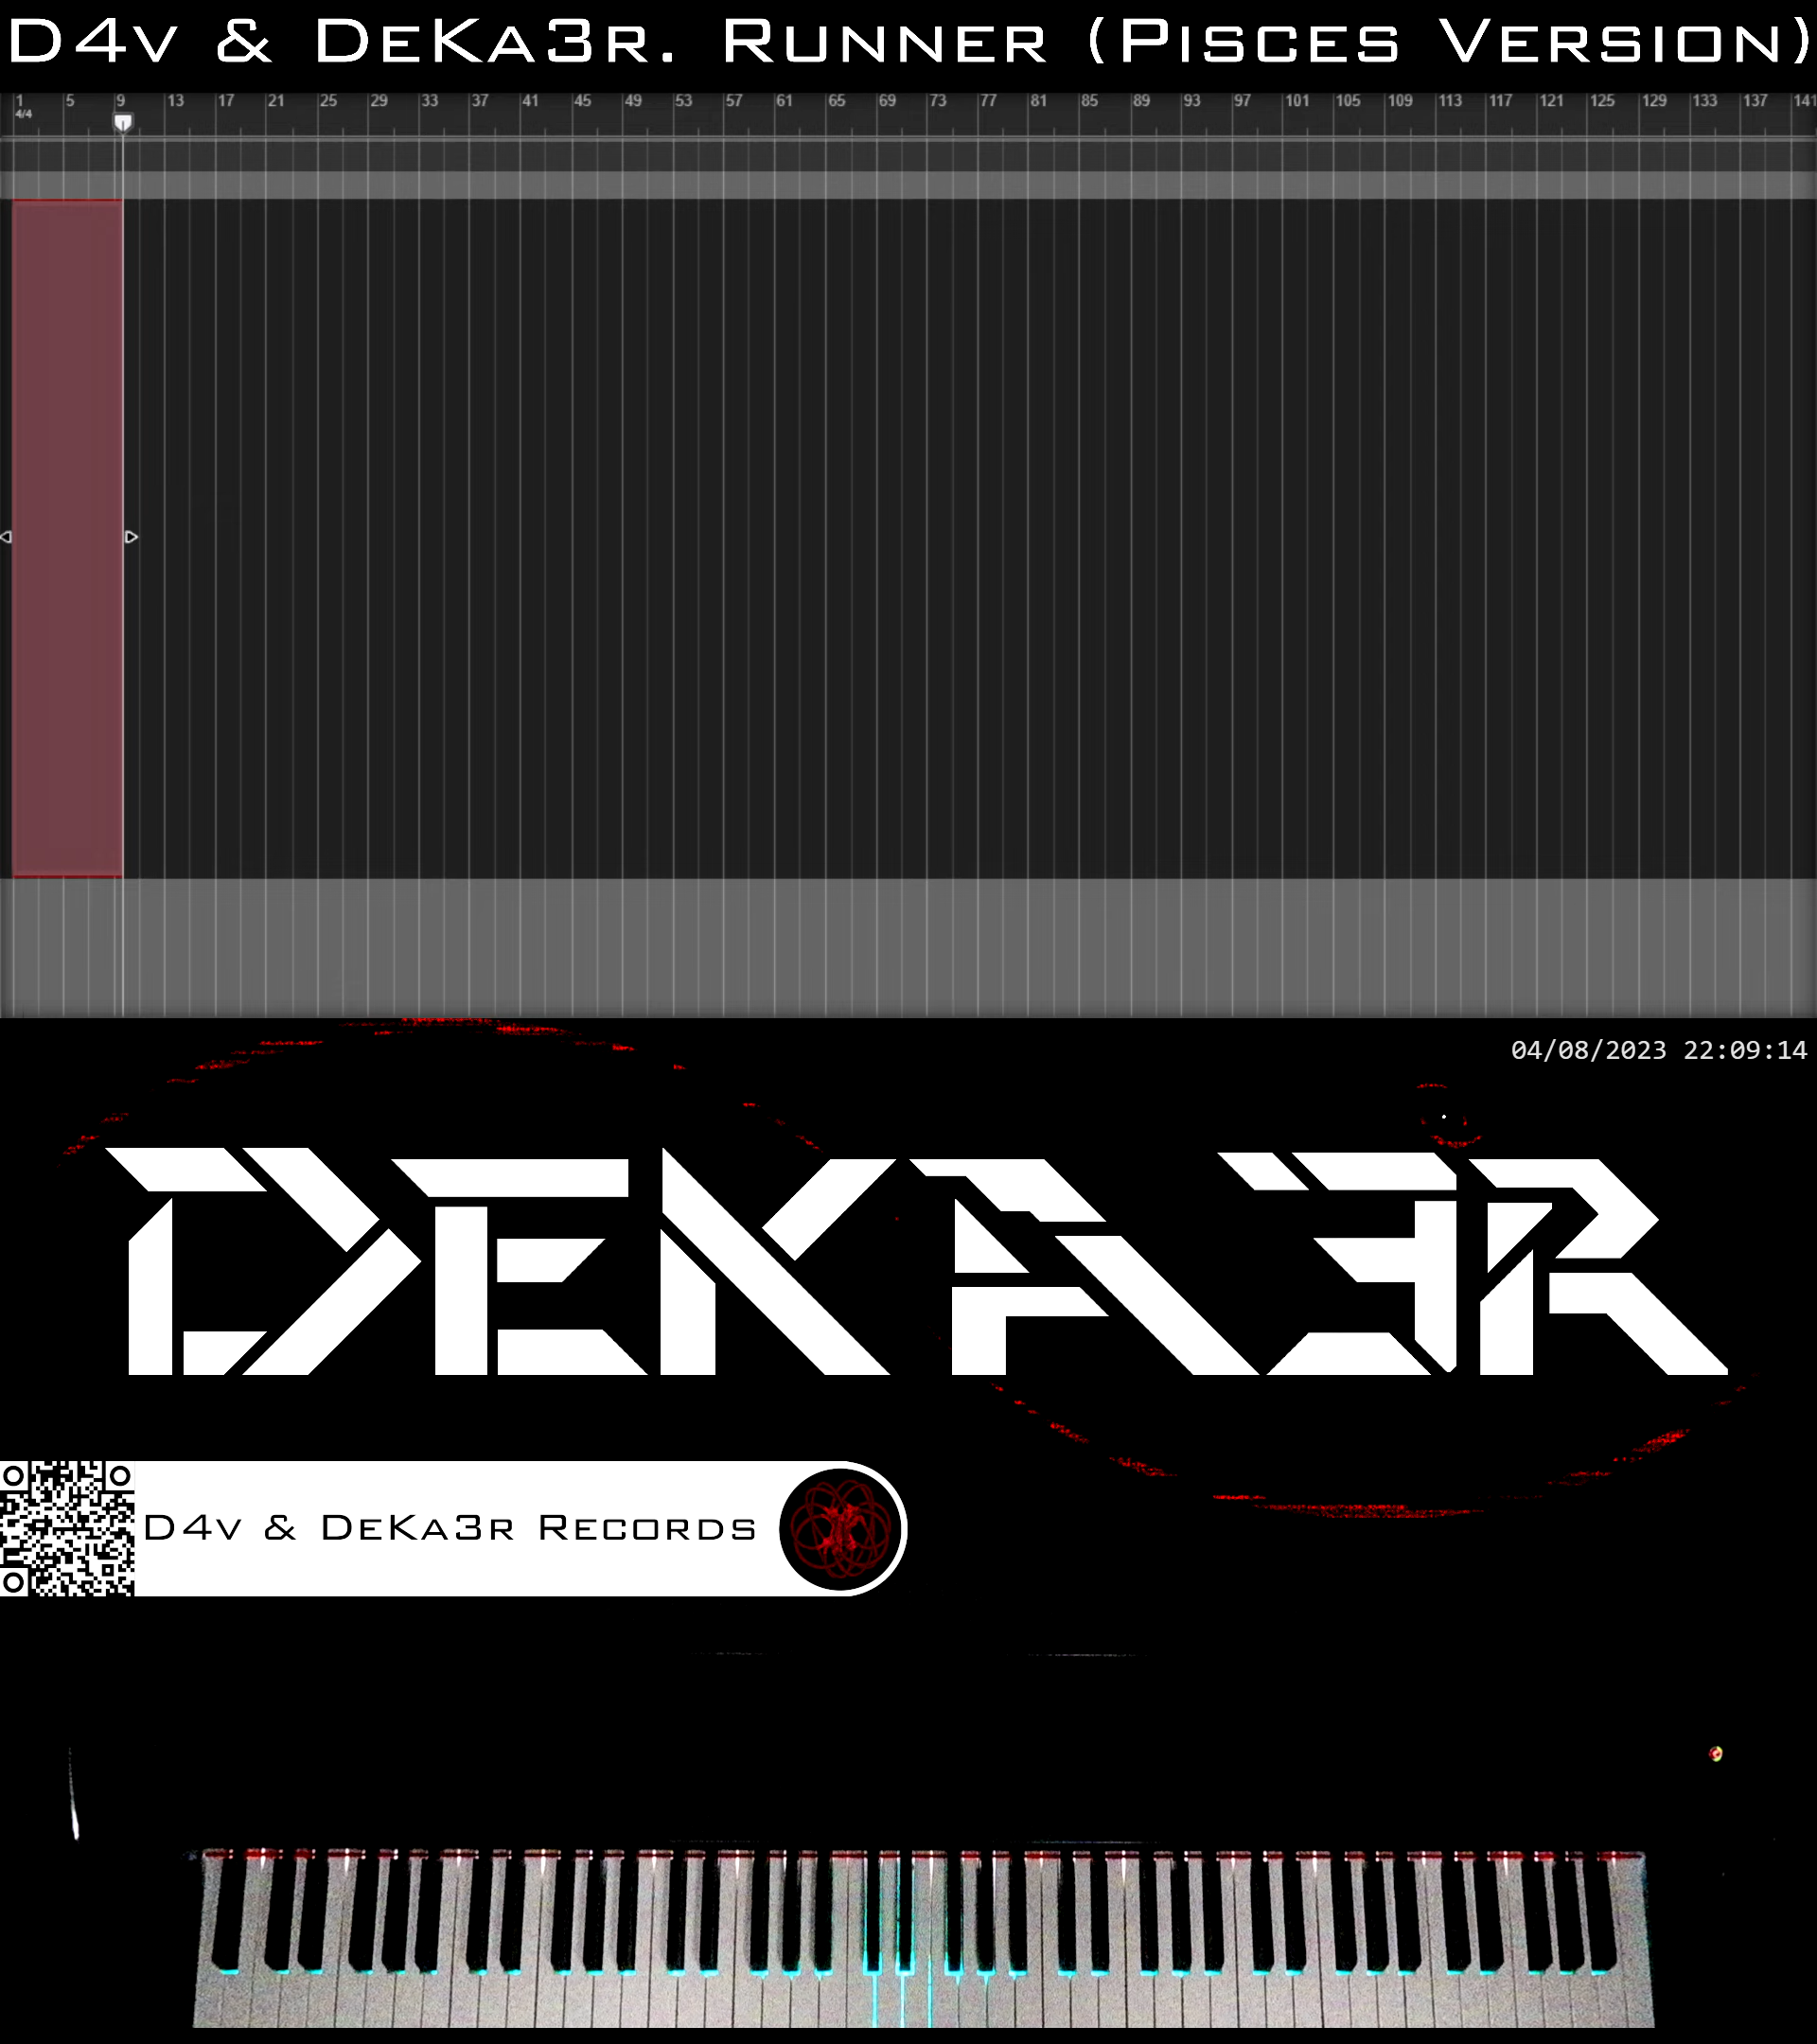 D4v & DeKa3r. Runner (Pisces Version)
1 5 9 13 17 21 25 29 33 37 41 45 49 53 57 61 65 69 73 77 81 85 89 93 97 101 105 109 113 117 121 125 129 133 137 141
4/4
04/08/2023 22:09:14
DEKA3R
D4v & DeKa3r Records